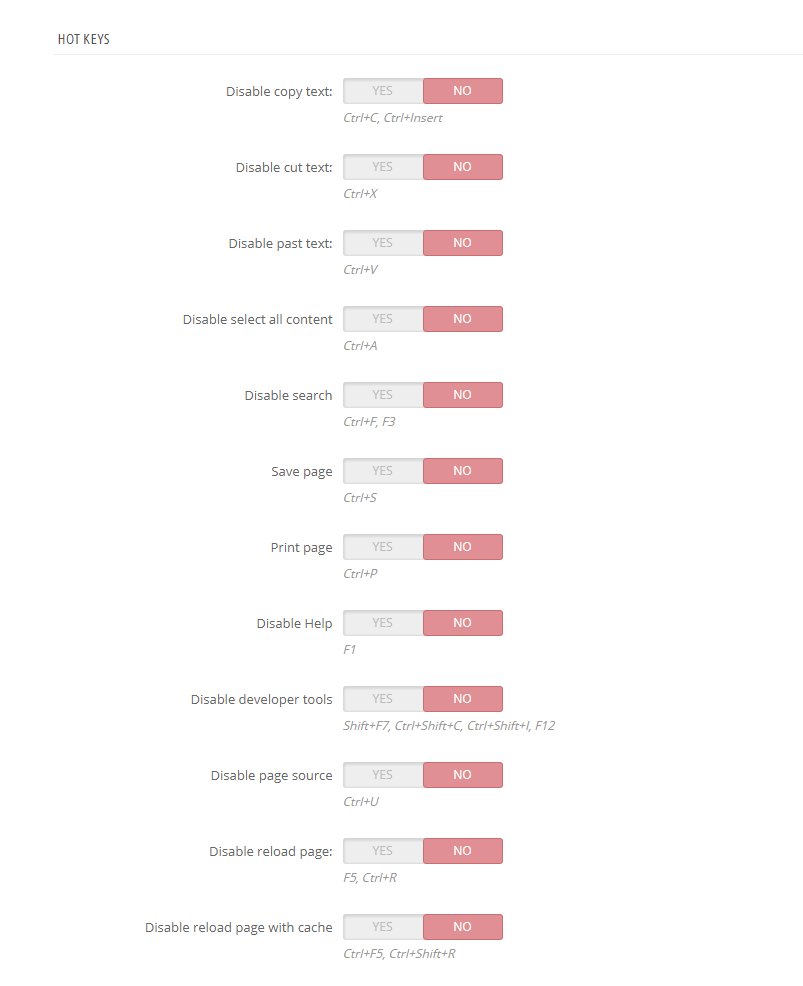 HOT KEYS
Disable copy text: YES NO
Ctrl+C, Ctrl+Insert
Disable cut text: YES NO
Ctrl+X
Disable past text: YES NO
Ctrl+V
Disable select all content YES NO
Ctrl+A
Disable search YES NO
Ctrl+F, F3
Save page YES NO
Ctrl+S
Print page YES NO
Ctrl+P
Disable Help YES NO
F1
Disable developer tools YES NO
Shift+F7, Ctrl+Shift+C, Ctrl+Shift+I, F12
Disable page source YES NO
Ctrl+U
Disable reload page: YES NO
F5, Ctrl+R
Disable reload page with cache YES NO
Ctrl+F5, Ctrl+Shift+R